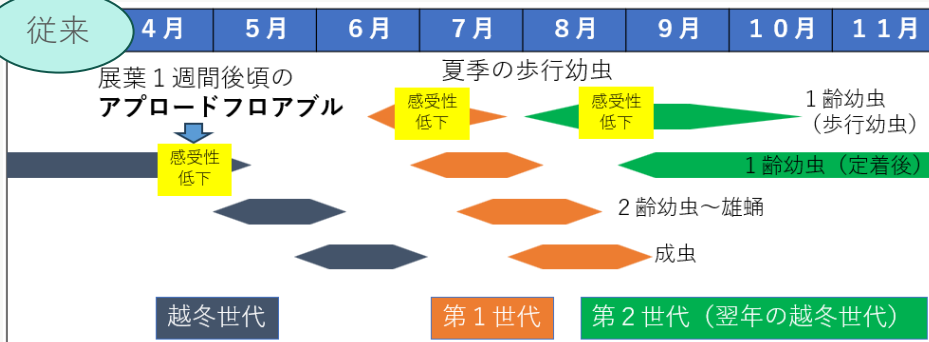 従来
4月 5月 6月 7月 8月 9月 10月 11月
展葉1週間後頃の
アプロードフロアブル
夏季の歩行幼虫
感受性
低下
感受性
低下
1齢幼虫
(歩行幼虫)
感受性
低下
1齢幼虫(定着後)
2齢幼虫～雄蛹
成虫
越冬世代
第1世代
第2世代(翌年の越冬世代)